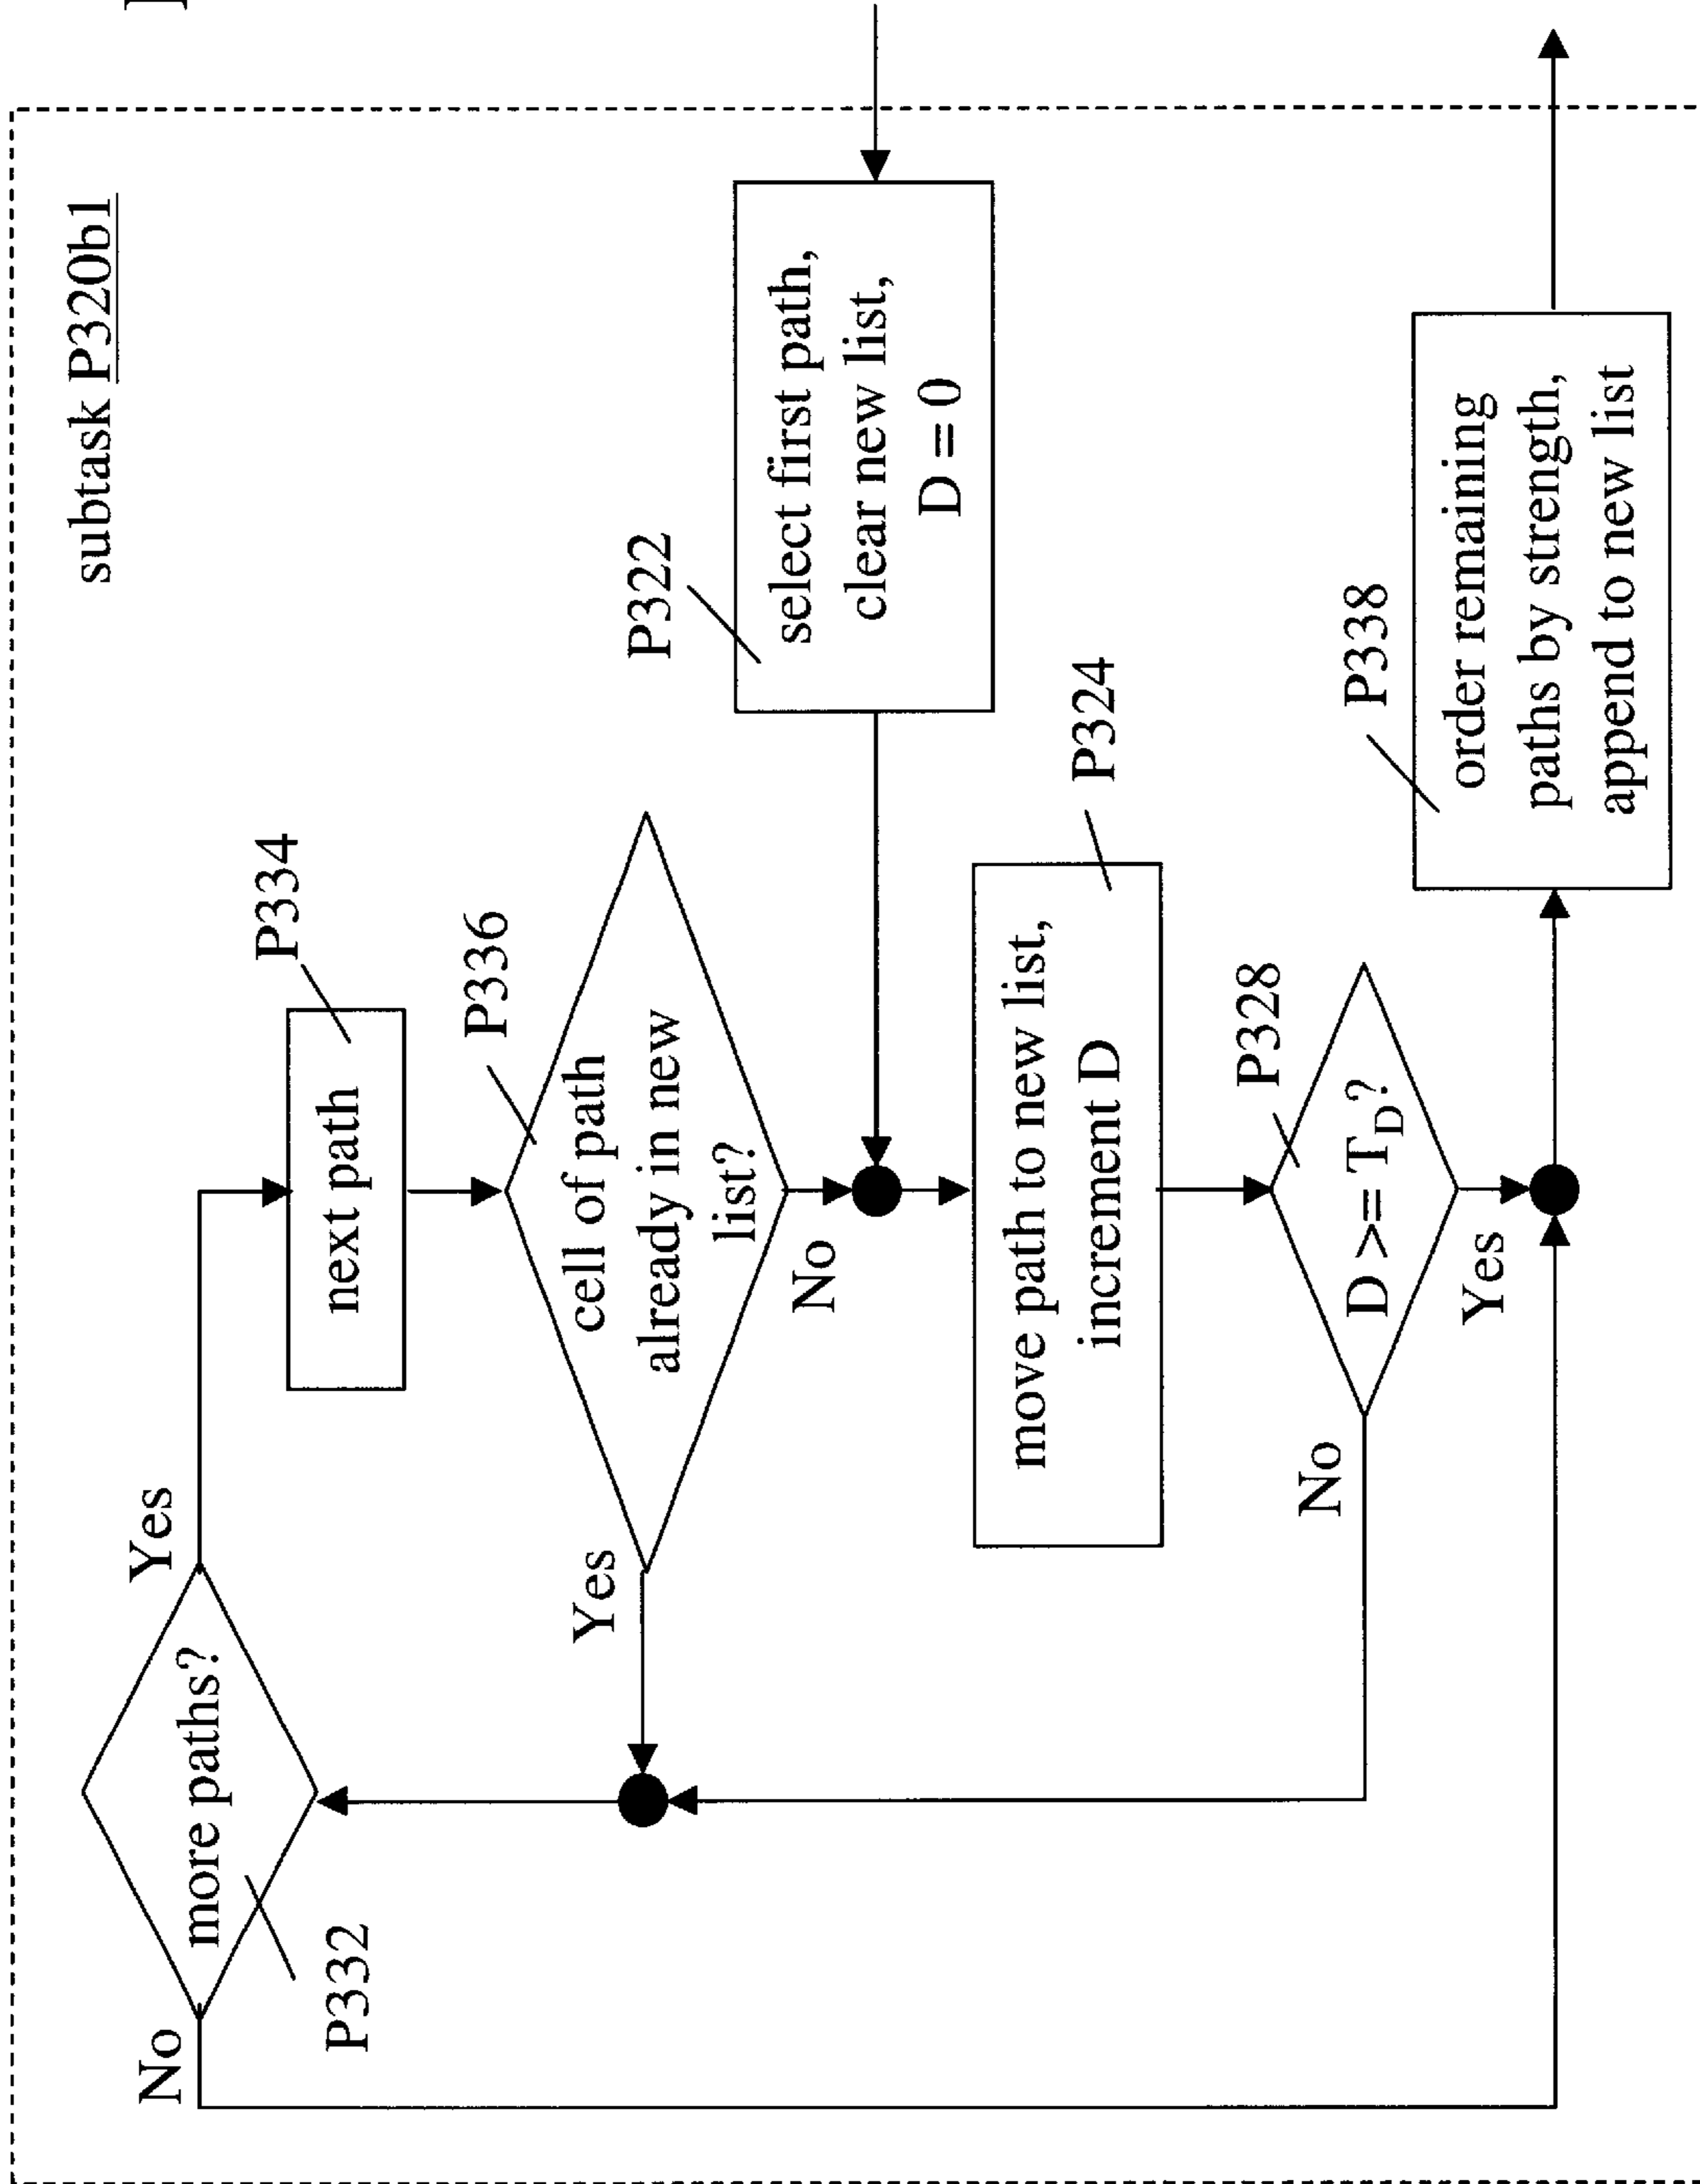 subtask P320b1
more paths?
Yes
No
P332
next path
P334
cell of path
already in new
list?
P336
Yes
No
select first path,
clear new list,
D = 0
P322
move path to new list,
increment D
P324
D >= T_D?
P328
No
Yes
order remaining
paths by strength,
append to new list
P338